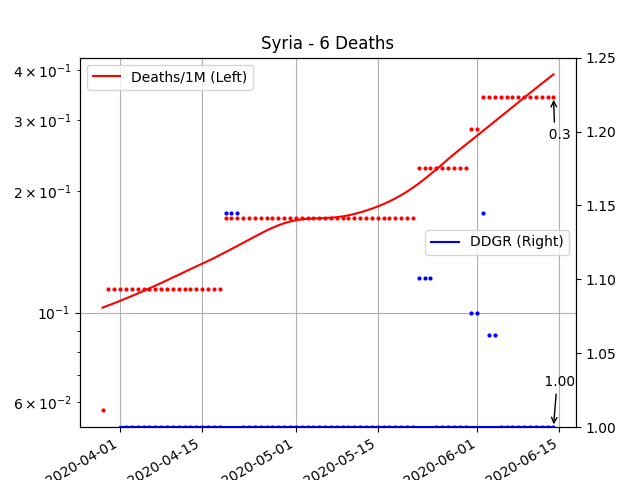 Syria - 6 Deaths
Deaths/1M (Left)
DDGR (Right)
4 × 10⁻¹
3 × 10⁻¹
2 × 10⁻¹
10⁻¹
6 × 10⁻²
1.25
1.20
1.15
1.10
1.05
1.00
0.3
1.00
2020-04-01
2020-04-15
2020-05-01
2020-05-15
2020-06-01
2020-06-15